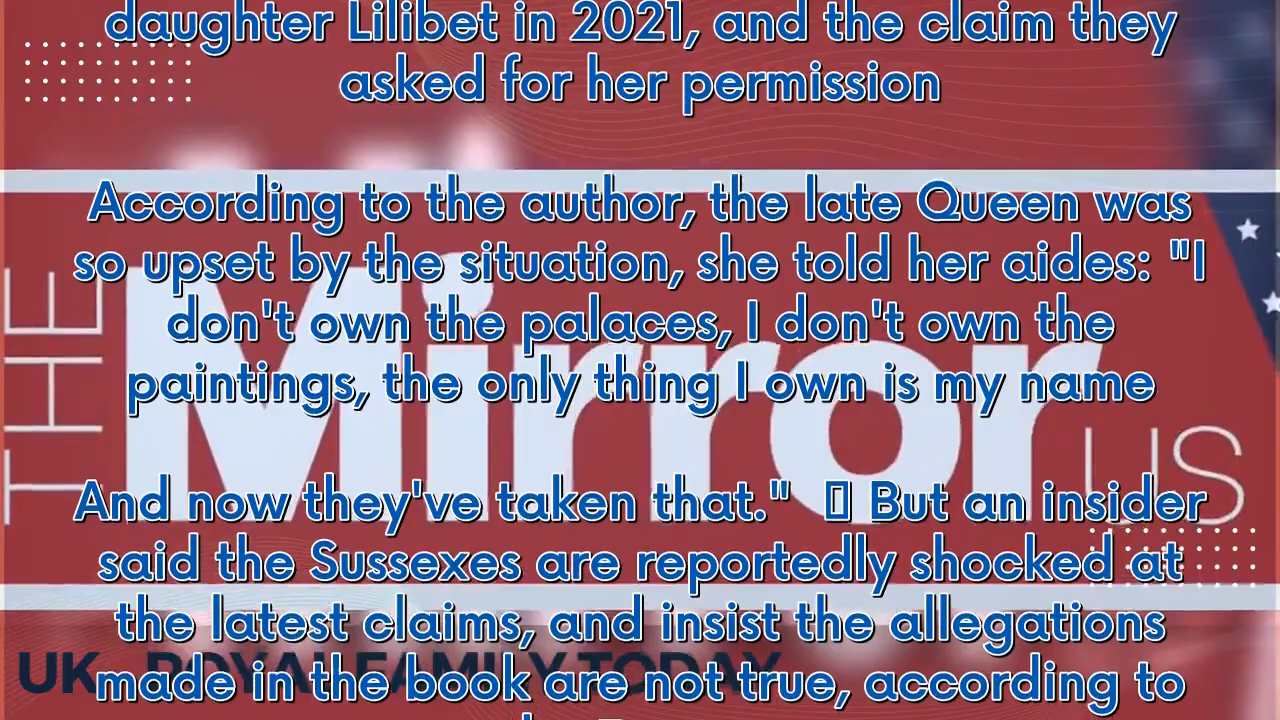 daughter Lilibet in 2021, and the claim they
asked for her permission
According to the author, the late Queen was
so upset by the situation, she told her aides: "I
don't own the palaces, I don't own the
paintings, the only thing I own is my name
And now they've taken that." But an insider
said the Sussexes are reportedly shocked at
the latest claims, and insist the allegations
made in the book are not true, according to
THE Mirror US
UK ROYAL FAMILY TODAY